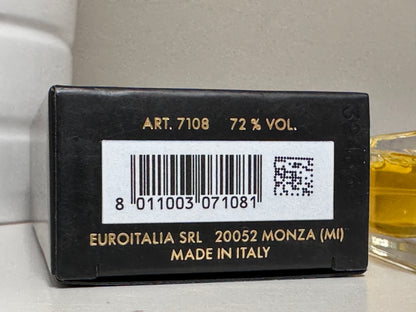 ART. 7108 72 % VOL.
8 011003 071081
EUROITALIA SRL 20052 MONZA (MI)
MADE IN ITALY